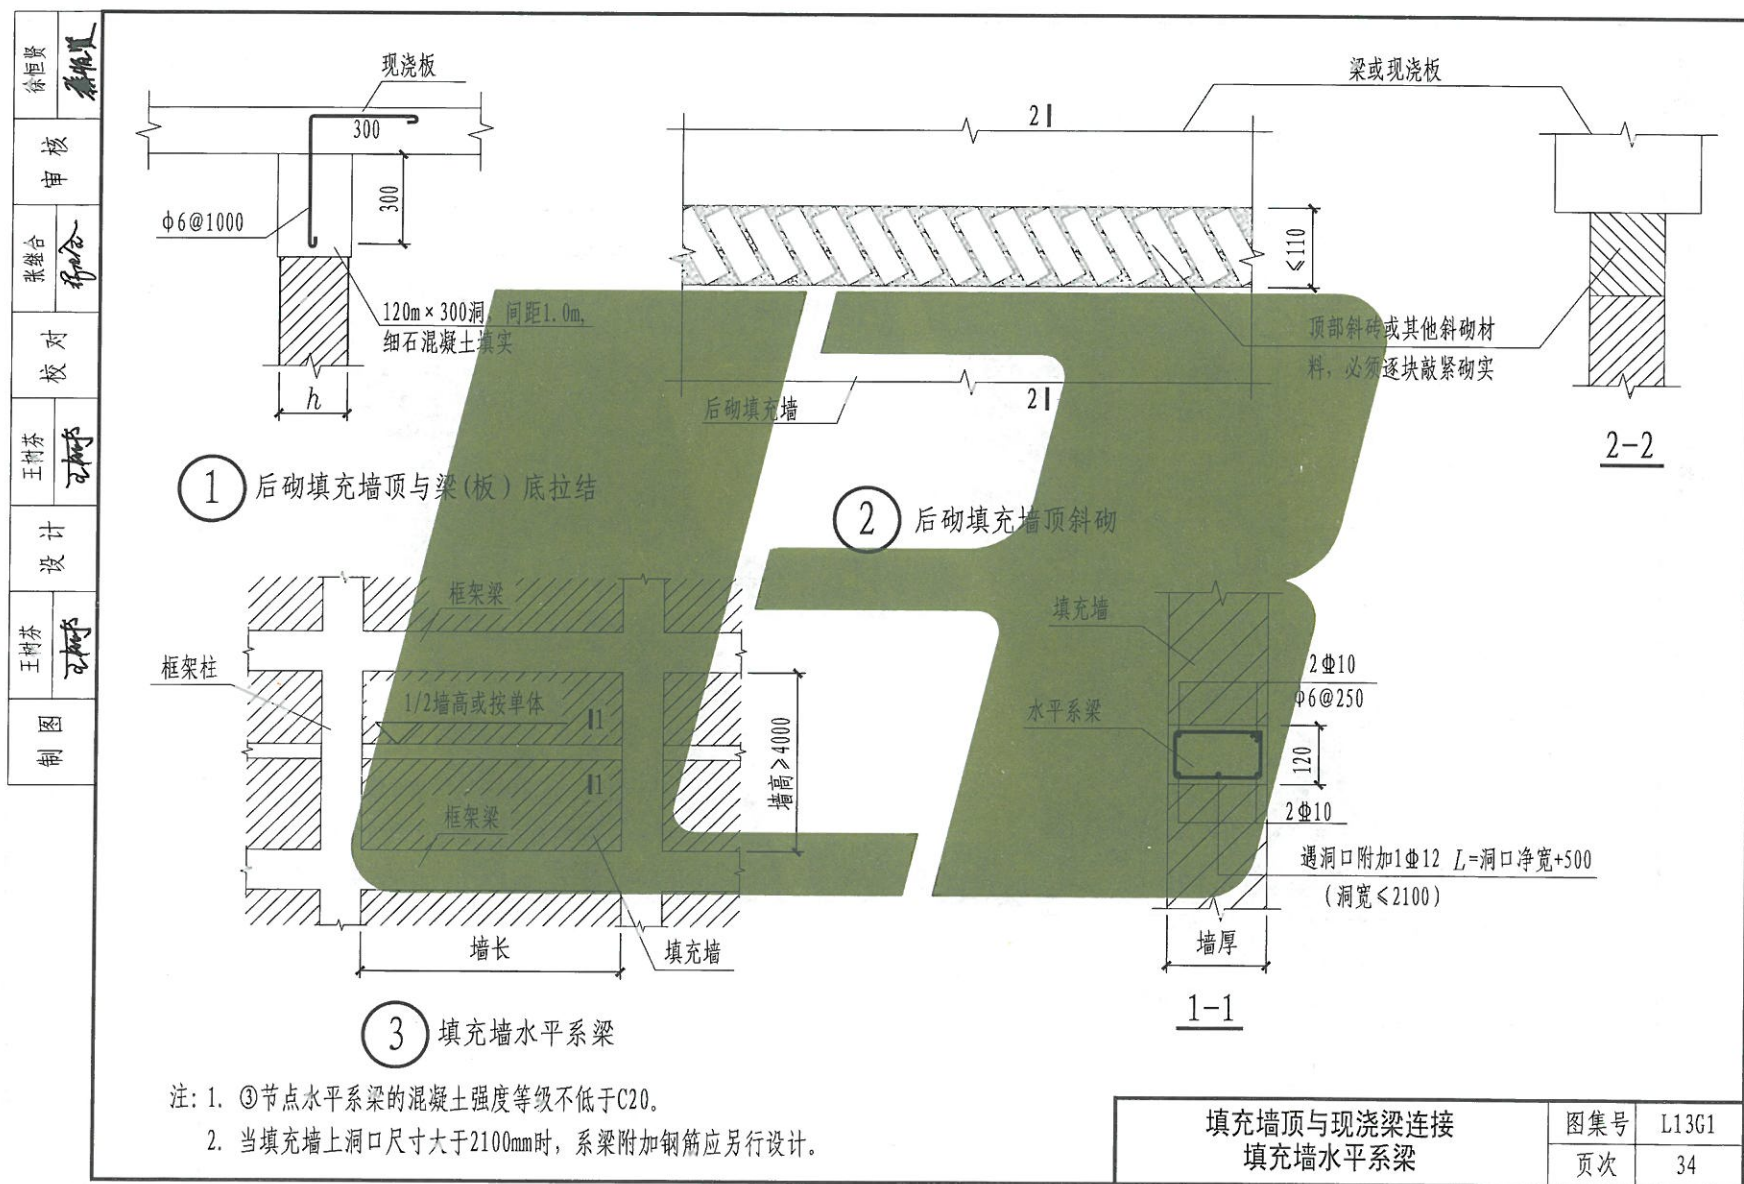 徐恒贤
审核
张继合
校对
王树芬
设计
王树芬
制图
现浇板
300
300
ϕ6@1000
120m×300洞, 间距1.0m,
细石混凝土填实
h
① 后砌填充墙顶与梁(板)底拉结
梁或现浇板
2
≤110
顶部斜砖或其他斜砌材
料, 必须逐块敲紧砌实
后砌填充墙
2
2-2
② 后砌填充墙顶斜砌
框架梁
框架柱
1/2墙高或按单体
1
1
墙高≥4000
框架梁
墙长
填充墙
③ 填充墙水平系梁
填充墙
2Φ10
ϕ6@250
水平系梁
120
2Φ10
遇洞口附加1Φ12 L=洞口净宽+500
(洞宽≤2100)
墙厚
1-1
注: 1. ③节点水平系梁的混凝土强度等级不低于C20。
2. 当填充墙上洞口尺寸大于2100mm时, 系梁附加钢筋应另行设计。
填充墙顶与现浇梁连接
填充墙水平系梁
图集号 L13G1
页次 34